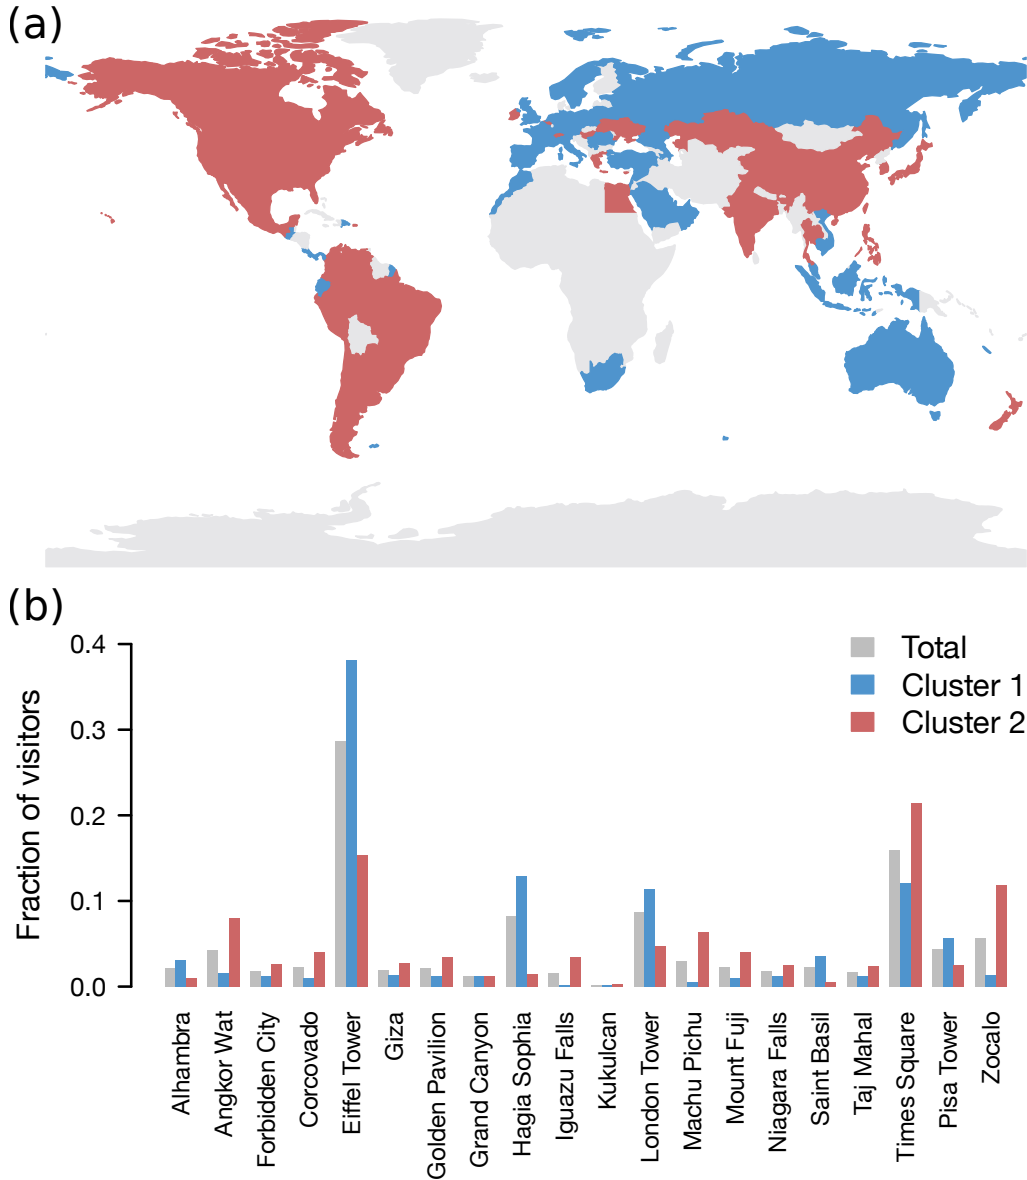 (a)
(b)
Fraction of visitors
0.4
0.3
0.2
0.1
0.0
Total
Cluster 1
Cluster 2
Alhambra
Angkor Wat
Forbidden City
Corcovado
Eiffel Tower
Giza
Golden Pavilion
Grand Canyon
Hagia Sophia
Iguazu Falls
Kukulcan
London Tower
Machu Pichu
Mount Fuji
Niagara Falls
Saint Basil
Taj Mahal
Times Square
Pisa Tower
Zocalo